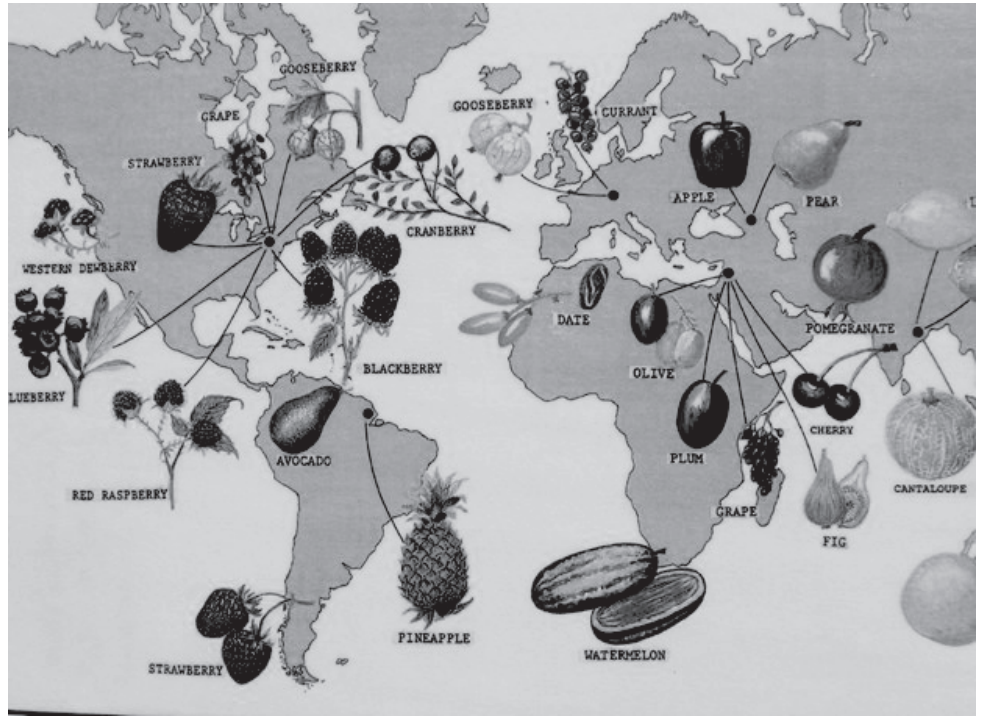 GOOSEBERRY
GRAPE
STRAWBERRY
CRANBERRY
WESTERN DEWBERRY
LUEBERRY
BLACKBERRY
RED RASPBERRY
AVOCADO
PINEAPPLE
STRAWBERRY
GOOSEBERRY
CURRANT
APPLE
PEAR
DATE
OLIVE
POMEGRANATE
CHERRY
PLUM
GRAPE
FIG
CANTALOUPE
WATERMELON